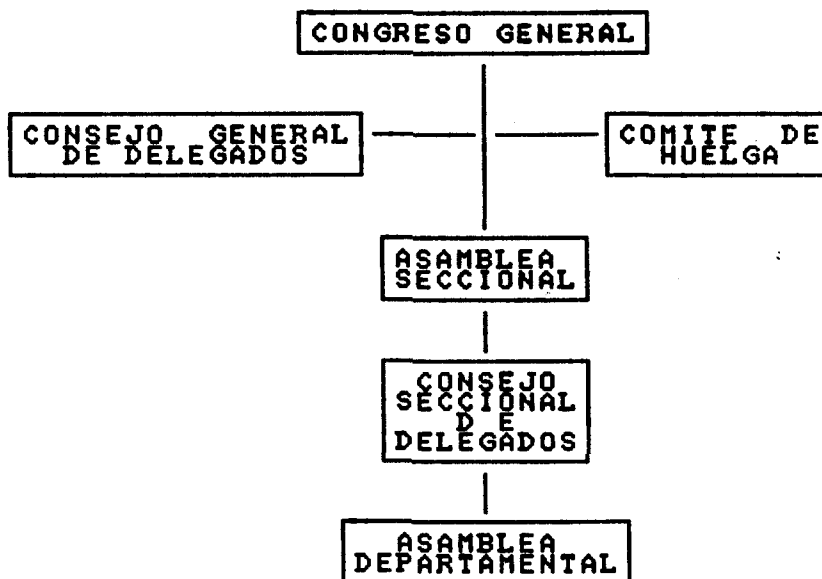 CONGRESO GENERAL
CONSEJO GENERAL
DE DELEGADOS
COMITE DE
HUELGA
ASAMBLEA
SECCIONAL
CONSEJO
SECCIONAL
D E
DELEGADOS
ASAMBLEA
DEPARTAMENTAL